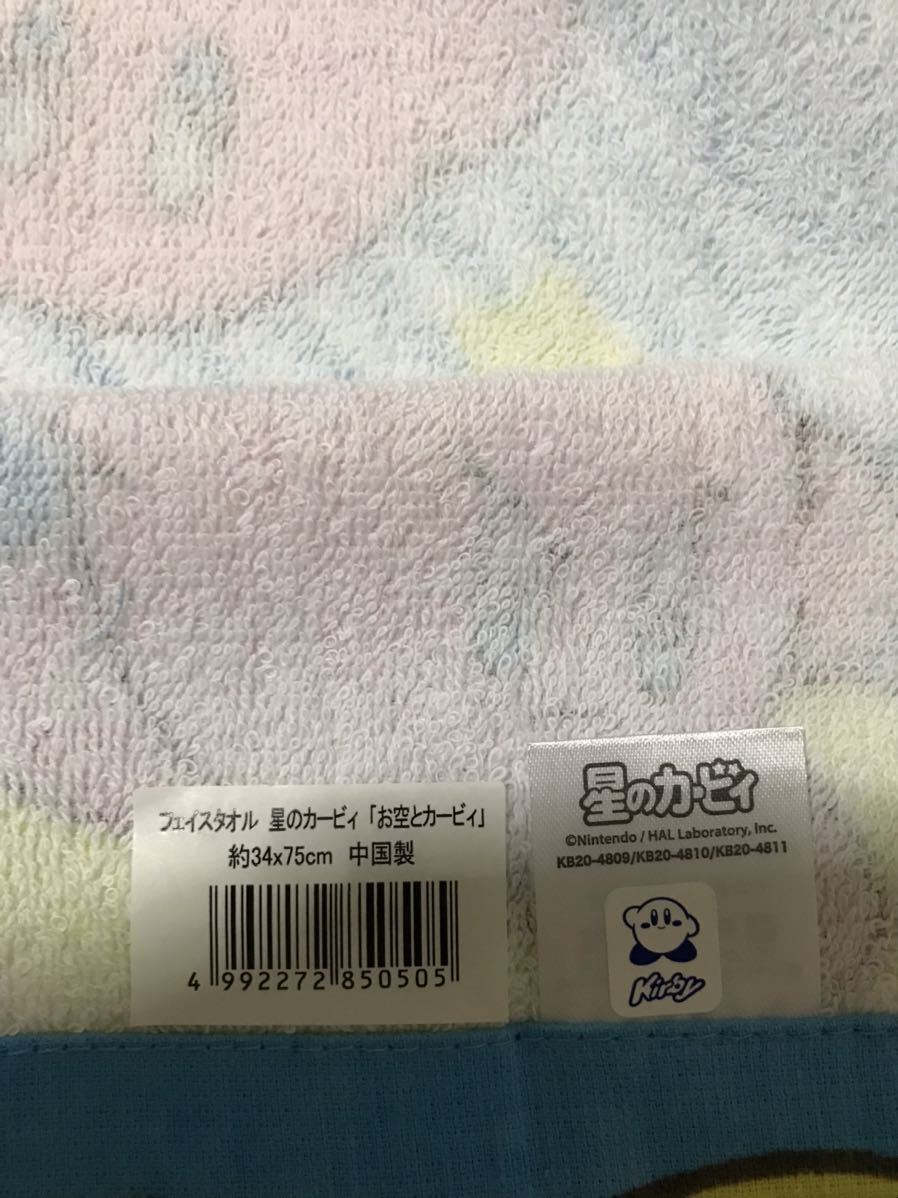 フェイスタオル 星のカービィ「お空とカービィ」
約34x75cm 中国製
4 992272 850505
星のカービィ
©Nintendo / HAL Laboratory, Inc.
KB20-4809/KB20-4810/KB20-4811
Kirby